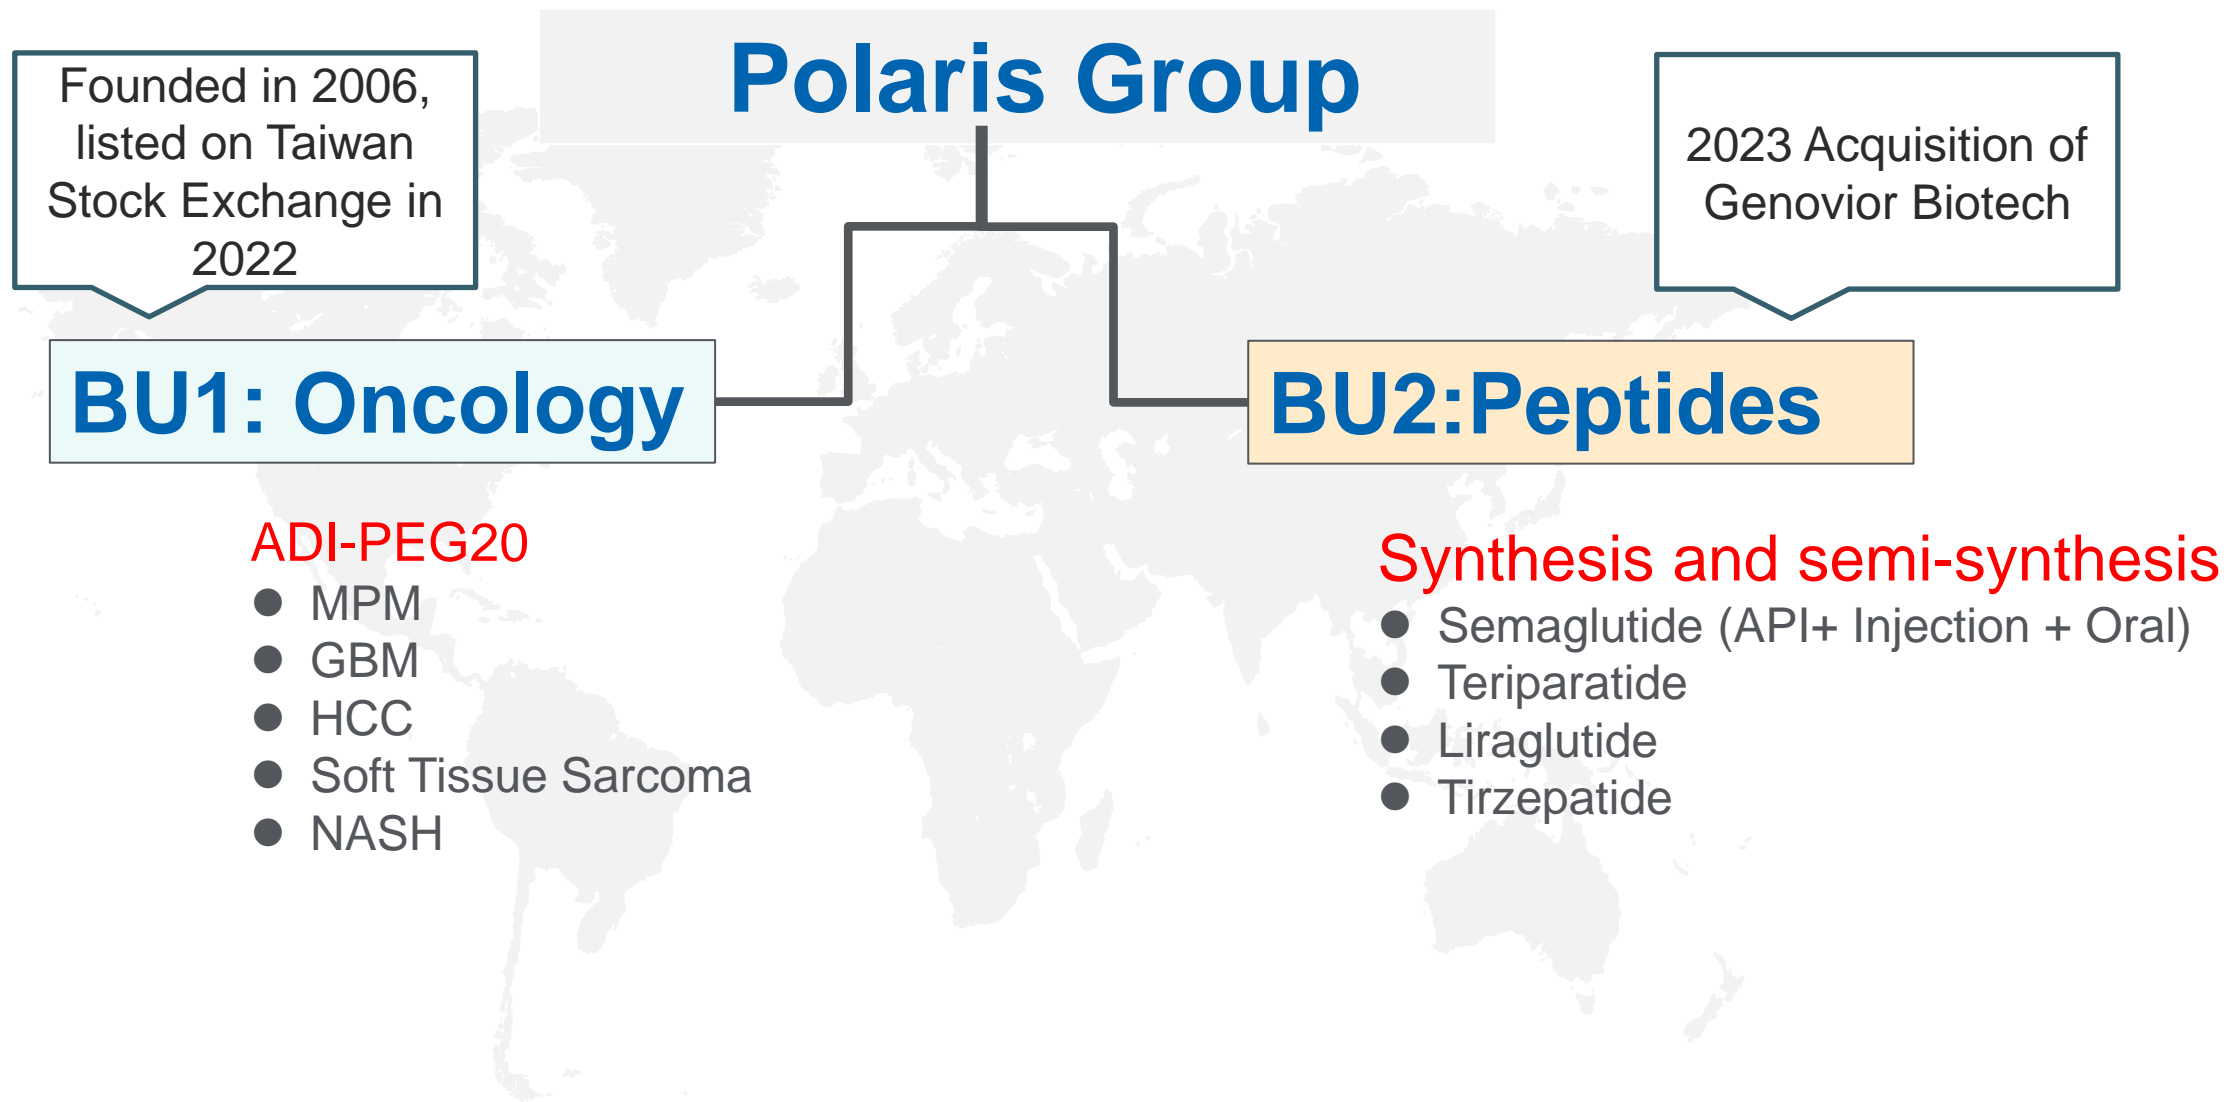 Polaris Group
Founded in 2006,
listed on Taiwan
Stock Exchange in
2022
2023 Acquisition of
Genovior Biotech
BU1: Oncology
BU2:Peptides
ADI-PEG20
● MPM
● GBM
● HCC
● Soft Tissue Sarcoma
● NASH
Synthesis and semi-synthesis
● Semaglutide (API+ Injection + Oral)
● Teriparatide
● Liraglutide
● Tirzepatide